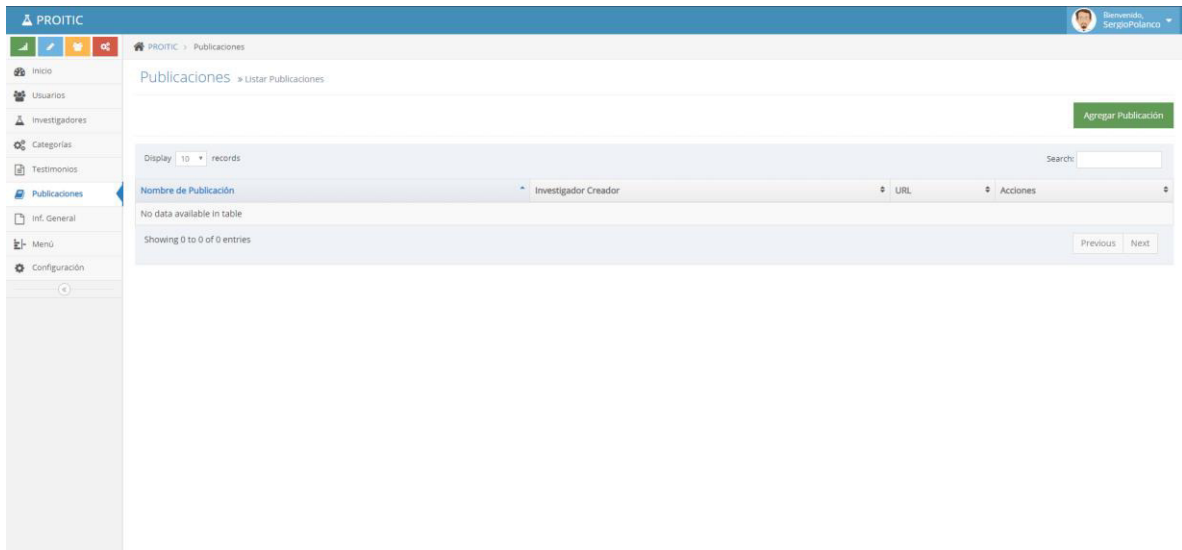 PROITIC
Bienvenido,
SergioPolanco
PROITIC > Publicaciones
Inicio
Usuarios
Investigadores
Categorías
Testimonios
Publicaciones
Inf. General
Menú
Configuración
Publicaciones » Listar Publicaciones
Agregar Publicación
Display 10 records
Search:
Nombre de Publicación Investigador Creador URL Acciones
No data available in table
Showing 0 to 0 of 0 entries
Previous Next